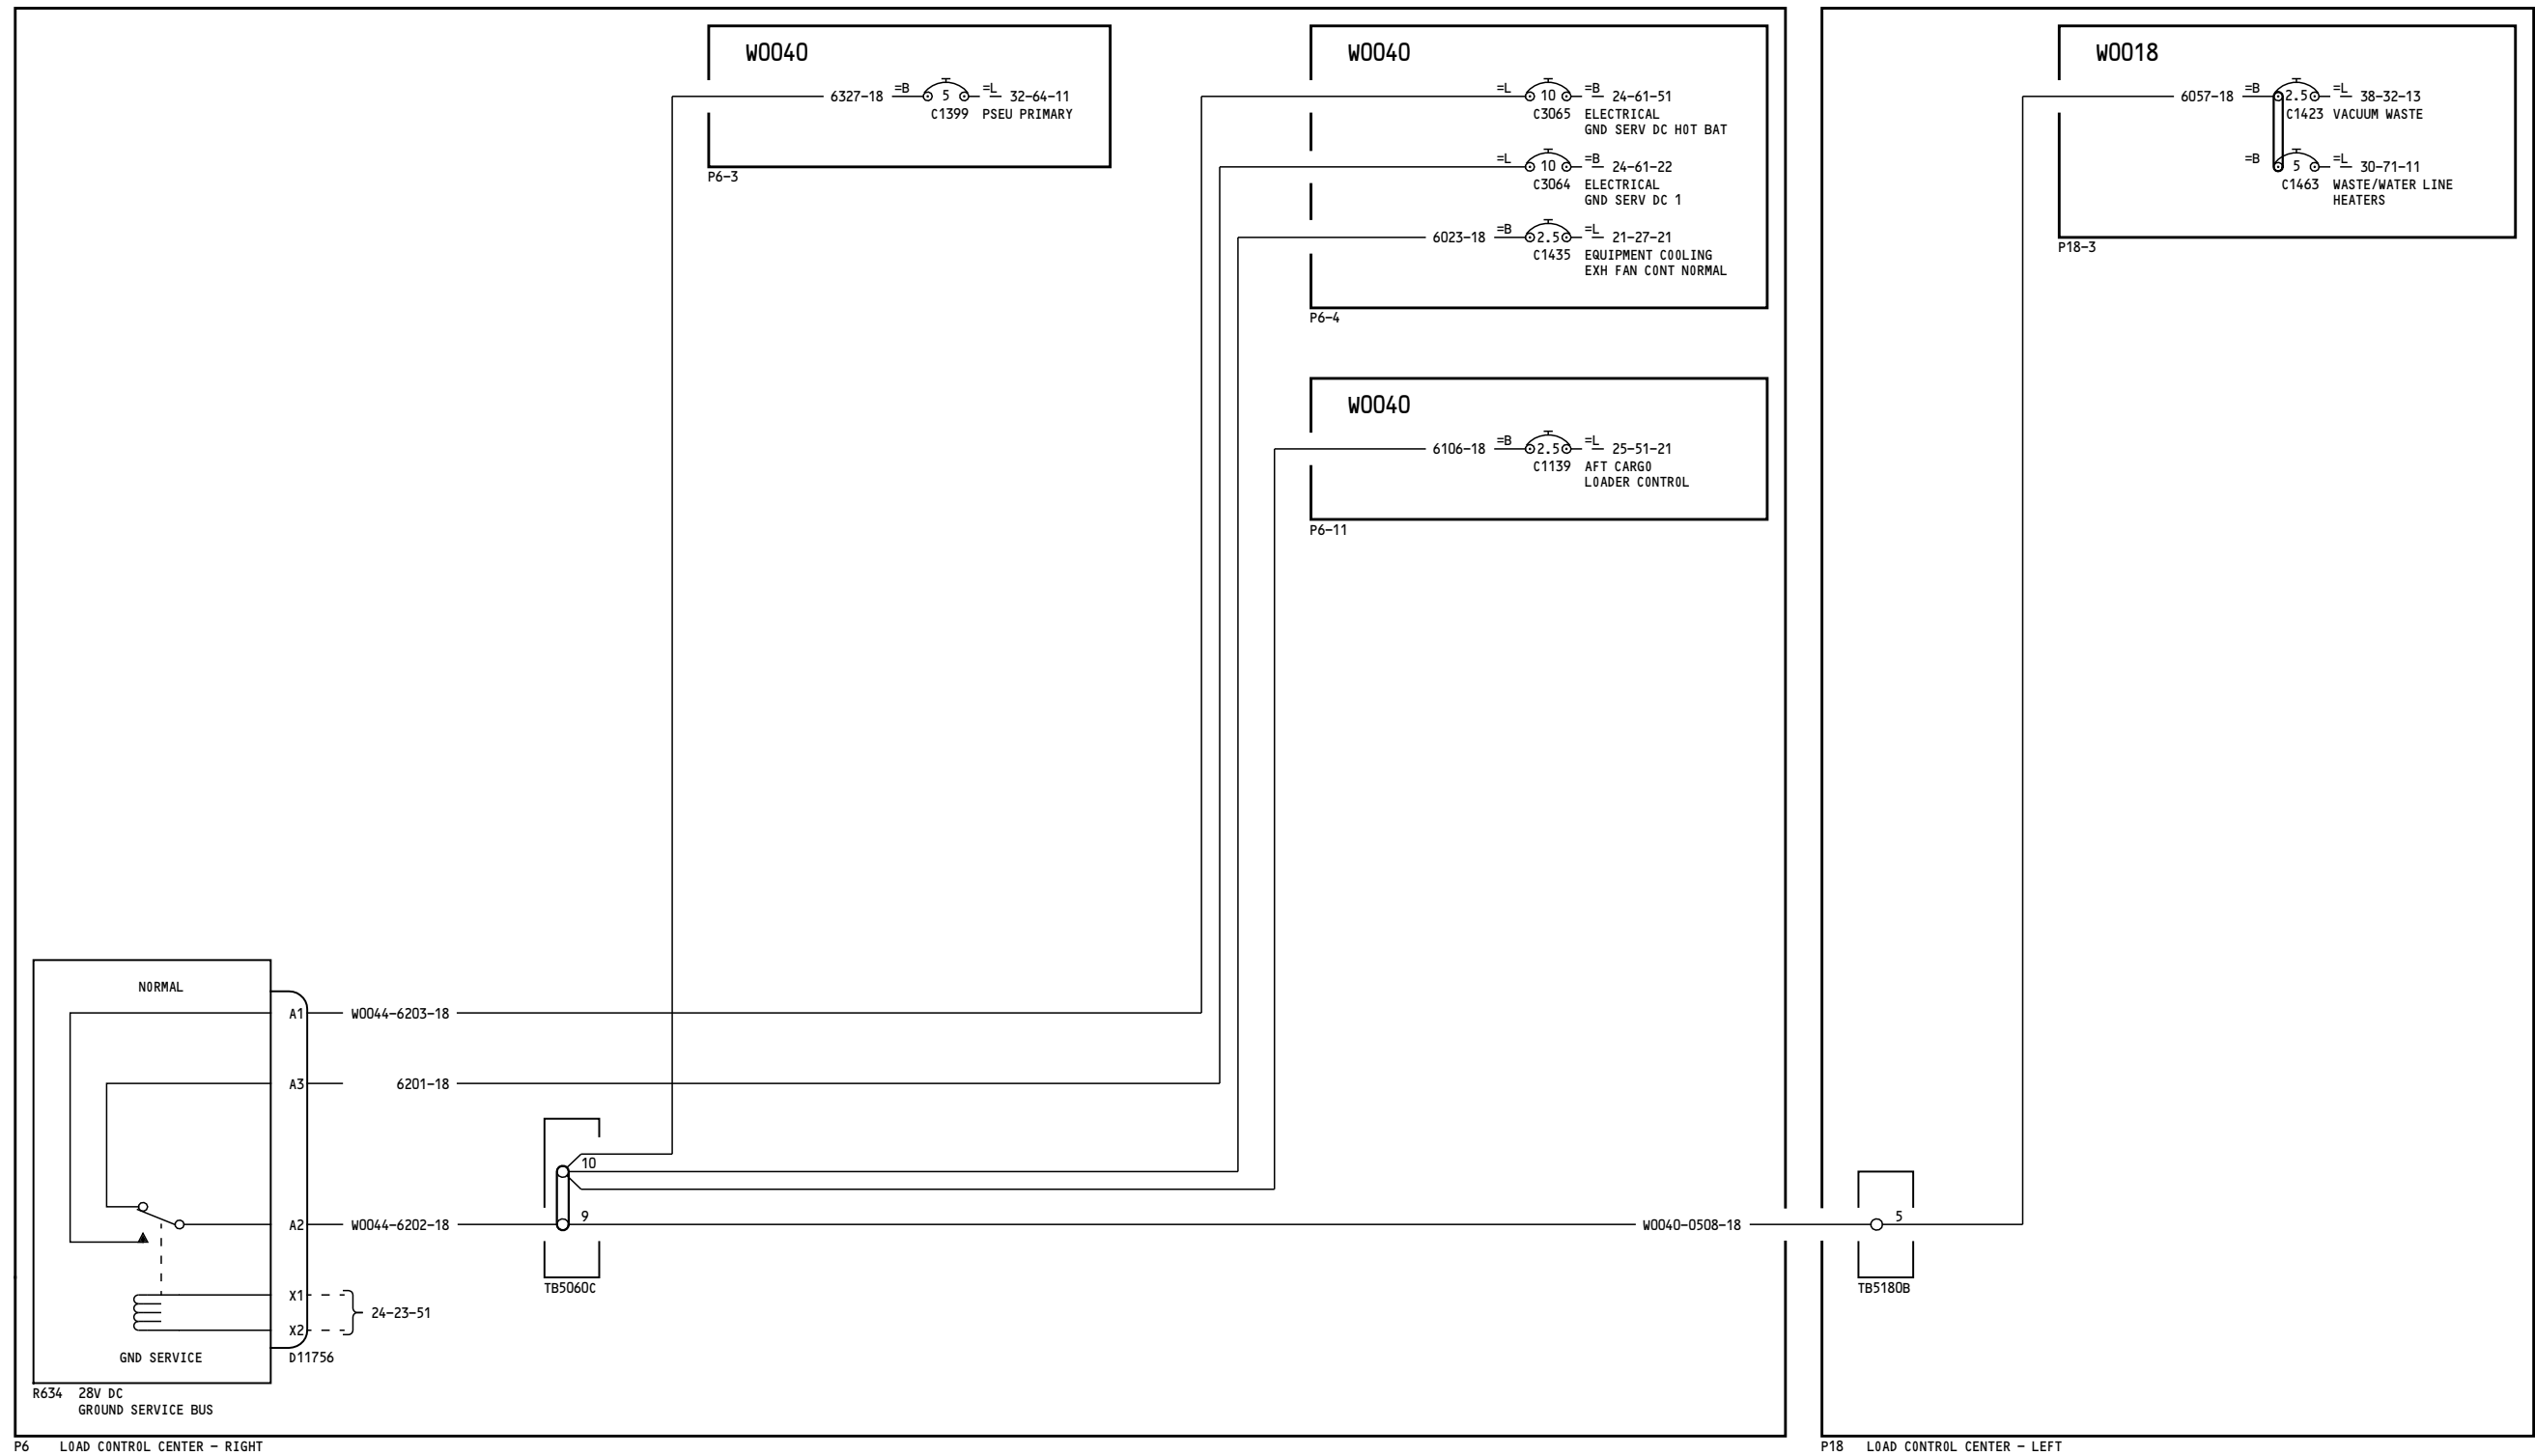 W0040
6327-18 =B 5 =L 32-64-11
C1399 PSEU PRIMARY
P6-3
W0040
=L 10 =B 24-61-51
C3065 ELECTRICAL
GND SERV DC HOT BAT
=L 10 =B 24-61-22
C3064 ELECTRICAL
GND SERV DC 1
6023-18 =B 2.5 =L 21-27-21
C1435 EQUIPMENT COOLING
EXH FAN CONT NORMAL
P6-4
W0040
6106-18 =B 2.5 =L 25-51-21
C1139 AFT CARGO
LOADER CONTROL
P6-11
W0018
6057-18 =B 2.5 =L 38-32-13
C1423 VACUUM WASTE
=B 5 =L 30-71-11
C1463 WASTE/WATER LINE
HEATERS
P18-3
NORMAL
A1 W0044-6203-18
A3 6201-18
10
9
A2 W0044-6202-18
W0040-0508-18
5
TB5060C
TB5180B
X1
24-23-51
X2
GND SERVICE
D11756
R634 28V DC
GROUND SERVICE BUS
P6 LOAD CONTROL CENTER - RIGHT
P18 LOAD CONTROL CENTER - LEFT